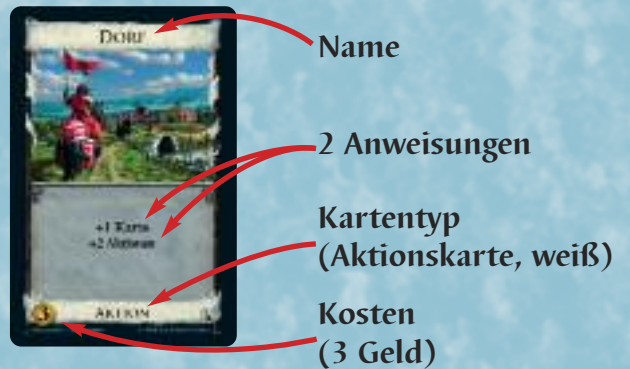 DORF
Name
2 Anweisungen
+1 Karte
+2 Aktionen
Kartentyp
(Aktionskarte, weiß)
3
AKTION
Kosten
(3 Geld)